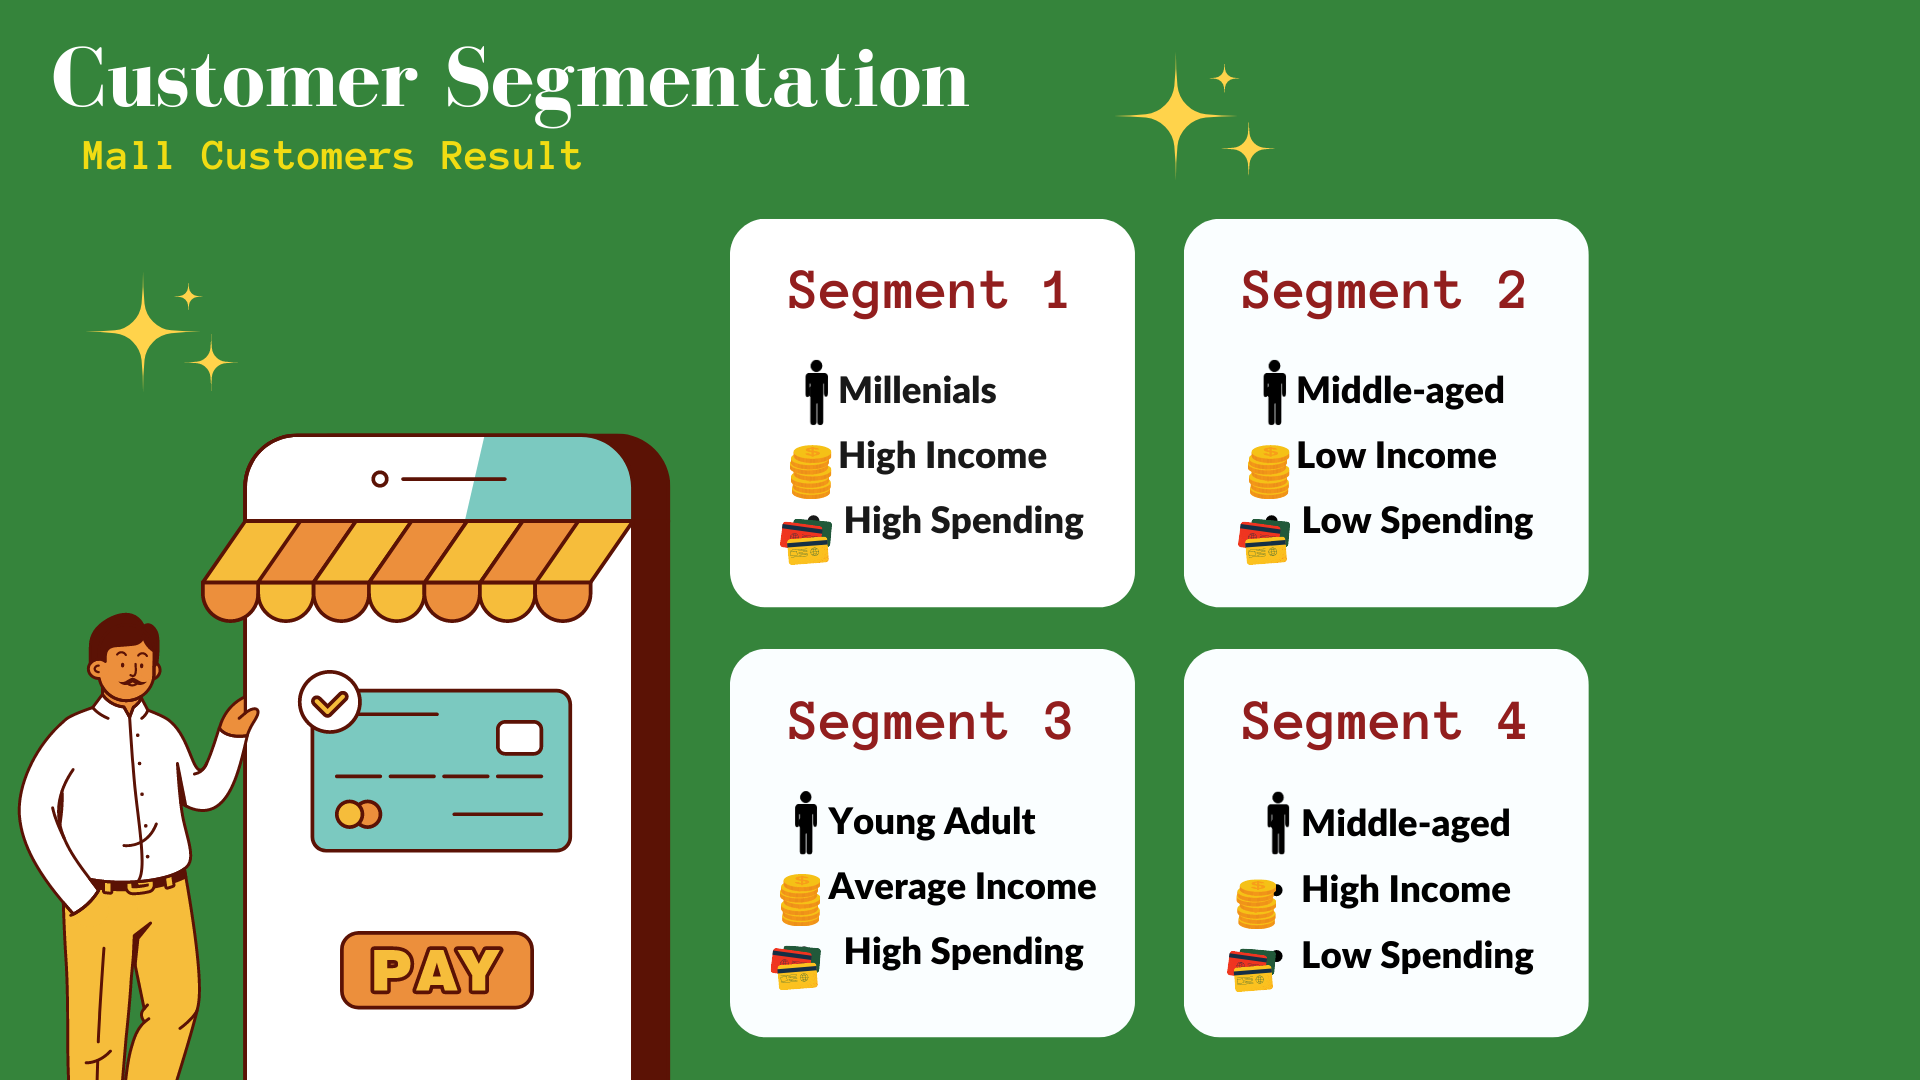 Customer Segmentation
Mall Customers Result
Segment 1
Millenials
High Income
High Spending
Segment 2
Middle-aged
Low Income
Low Spending
Segment 3
Young Adult
Average Income
High Spending
Segment 4
Middle-aged
High Income
Low Spending
PAY